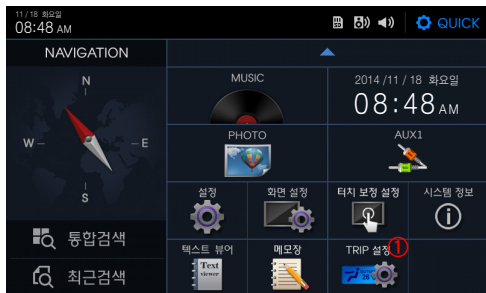 11 / 18 화요일
08:48 AM
QUICK
NAVIGATION
N
W
E
S
통합검색
최근검색
MUSIC
2014 / 11 / 18 화요일
08:48 AM
PHOTO
AUX1
설정
화면 설정
터치 보정 설정
시스템 정보
텍스트 뷰어
Text
viewer
메모장
TRIP 설정
①
26